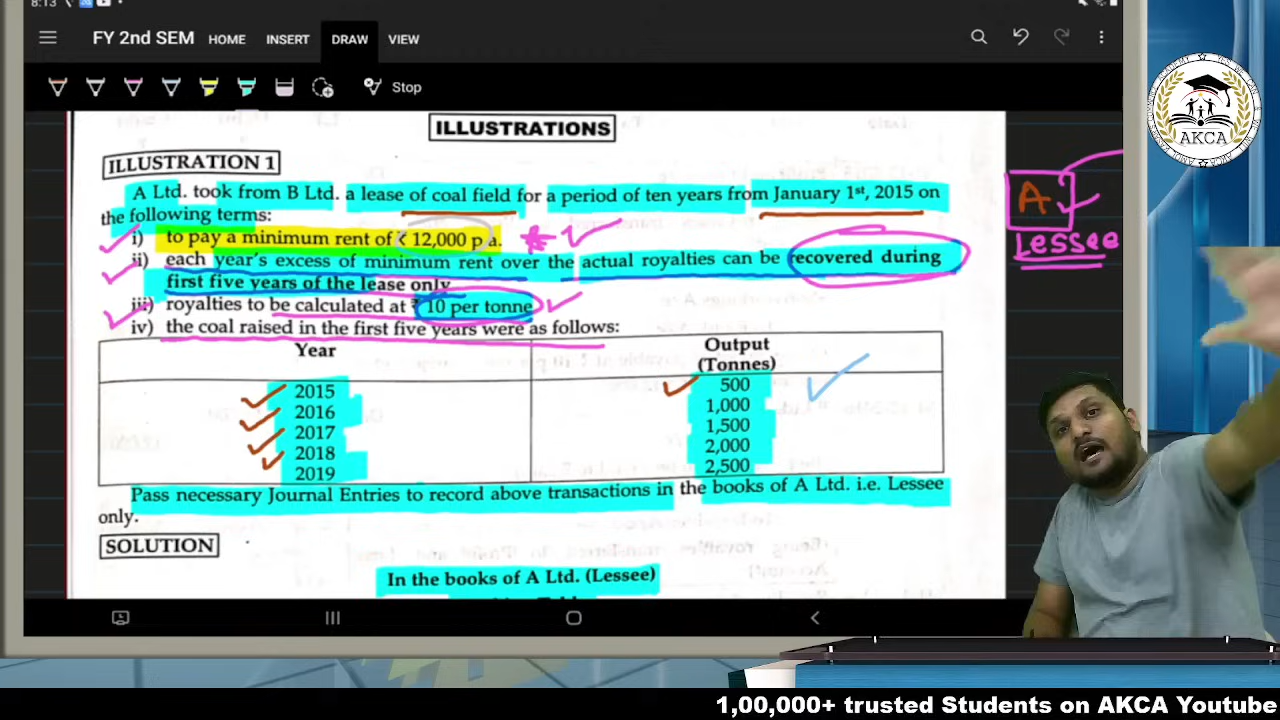 8:13
FY 2nd SEM HOME INSERT DRAW VIEW
Stop
ILLUSTRATIONS
ILLUSTRATION 1
A Ltd. took from B Ltd. a lease of coal field for a period of ten years from January 1st, 2015 on
the following terms:
i) to pay a minimum rent of ₹ 12,000 p.a.
ii) each year's excess of minimum rent over the actual royalties can be recovered during
first five years of the lease only
iii) royalties to be calculated at ₹ 10 per tonne
iv) the coal raised in the first five years were as follows:
Year Output
(Tonnes)
2015 500
2016 1,000
2017 1,500
2018 2,000
2019 2,500
Pass necessary Journal Entries to record above transactions in the books of A Ltd. i.e. Lessee
only.
SOLUTION
In the books of A Ltd. (Lessee)
A
Lessee
AKCA
1,00,000+ trusted Students on AKCA Youtube